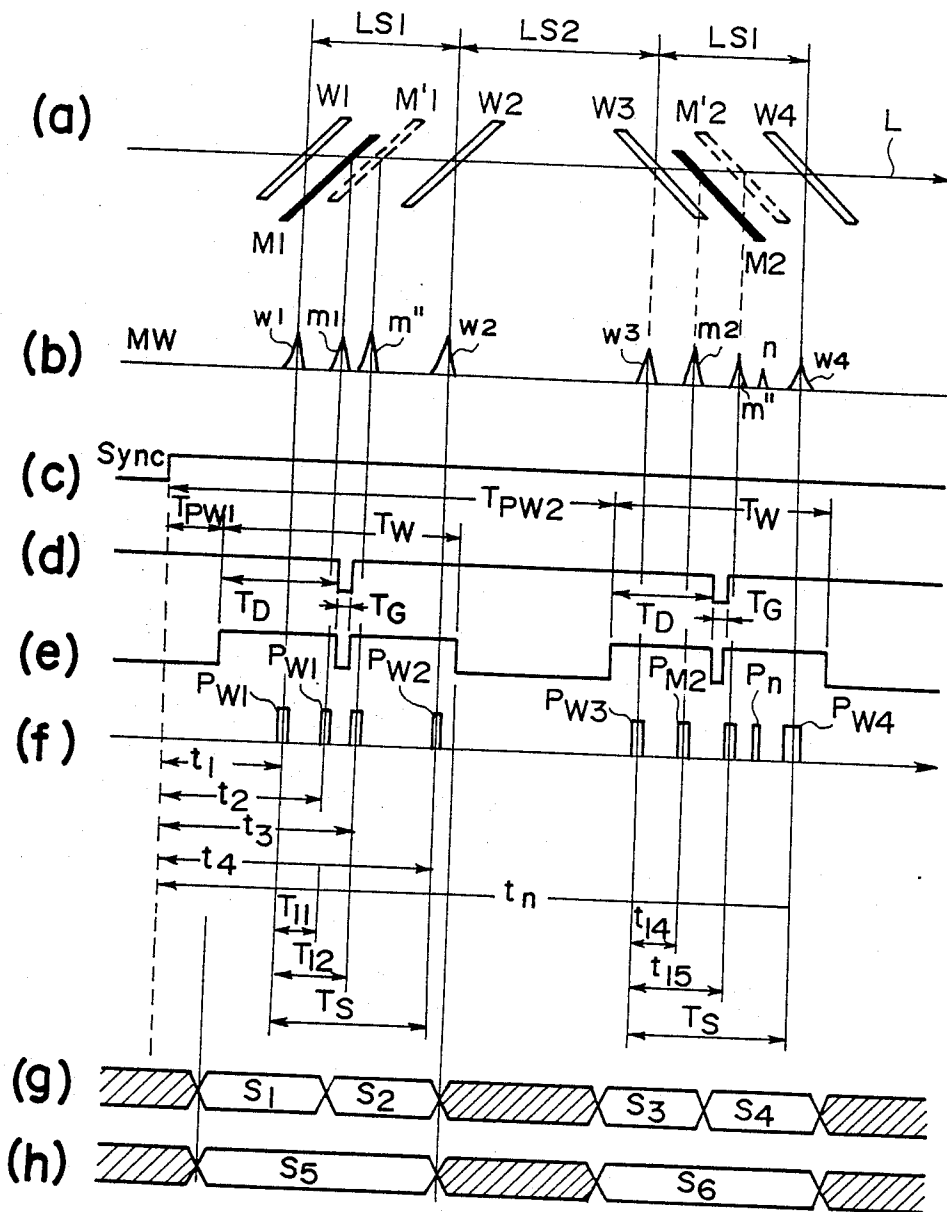 LS1 LS2 LS1
(a) W1 M'1 W2 W3 M'2 W4 L
M1 M2
(b) MW w1 m1 m" w2 w3 m2 m" n w4
(c) Sync
TPW1 TW TPW2 TW
(d)
TD TG TD TG
(e)
PW1 PW1 PW2 PW3 PM2 Pn PW4
(f)
t1
t2
t3
t4
tn
T11 t14
T12 t15
TS TS
(g) S1 S2 S3 S4
(h) S5 S6